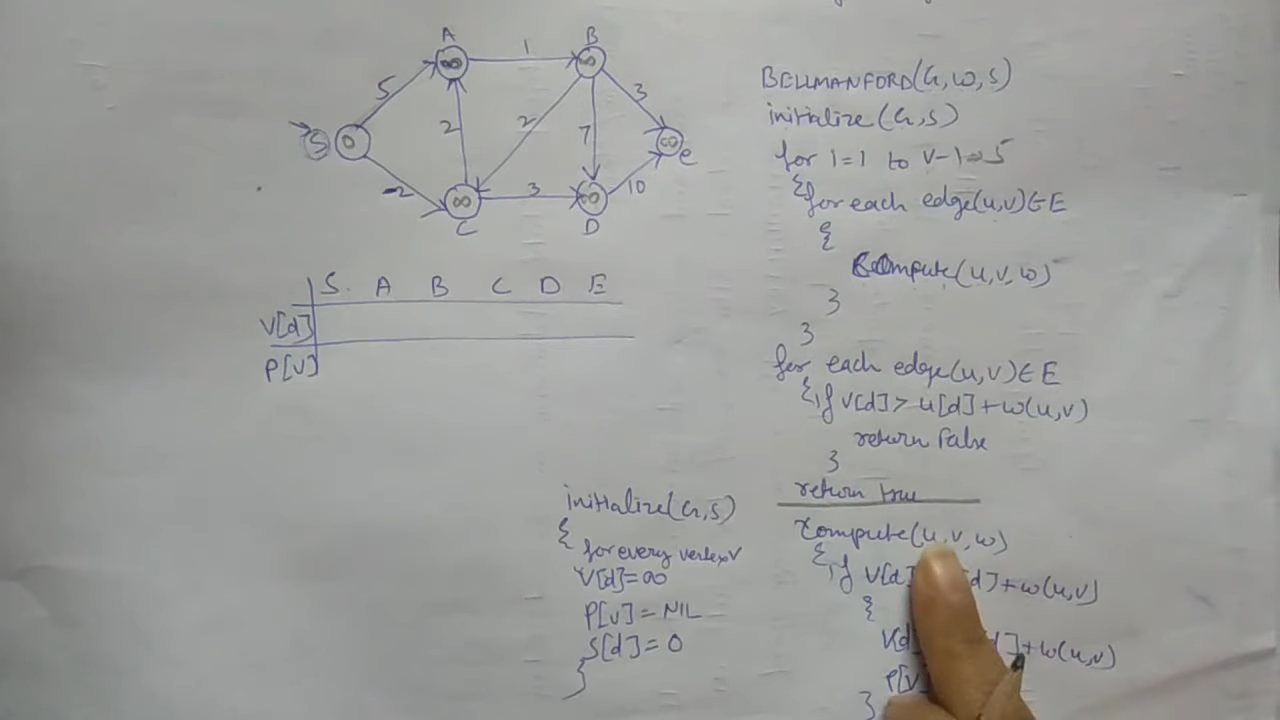 A
B
1
∞
∞
5
3
S
0
2
2
7
∞
e
-2
∞
3
∞
10
C
D
S. A B C D E
V[d]
P[V]
BELLMANFORD(G,W,S)
initialize(G,S)
for i=1 to V-1=>5
{for each edge(u,v)∈E
{
Compute(u,v,w)
}
}
for each edge(u,v)∈E
{if v[d]>u[d]+w(u,v)
return False
}
return true
initialize(G,S)
{
for every vertex V
V[d]=∞
P[v]=NIL
S[d]=0
}
Compute(u,v,w)
{if V[d] d]+w(u,v)
{
V[d ]+w(u,v)
P[v]
}